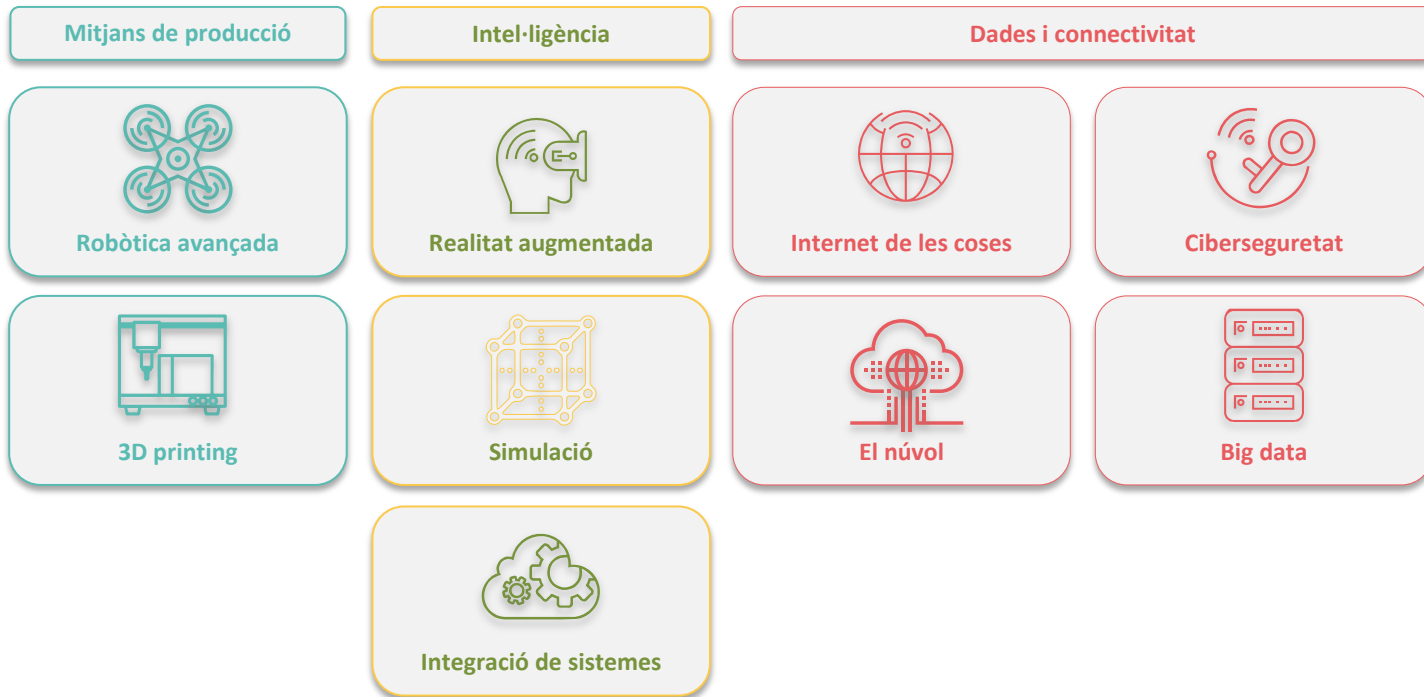 Mitjans de producció
Intel·ligència
Dades i connectivitat
Robòtica avançada
Realitat augmentada
Internet de les coses
Ciberseguretat
3D printing
Simulació
El núvol
Big data
Integració de sistemes